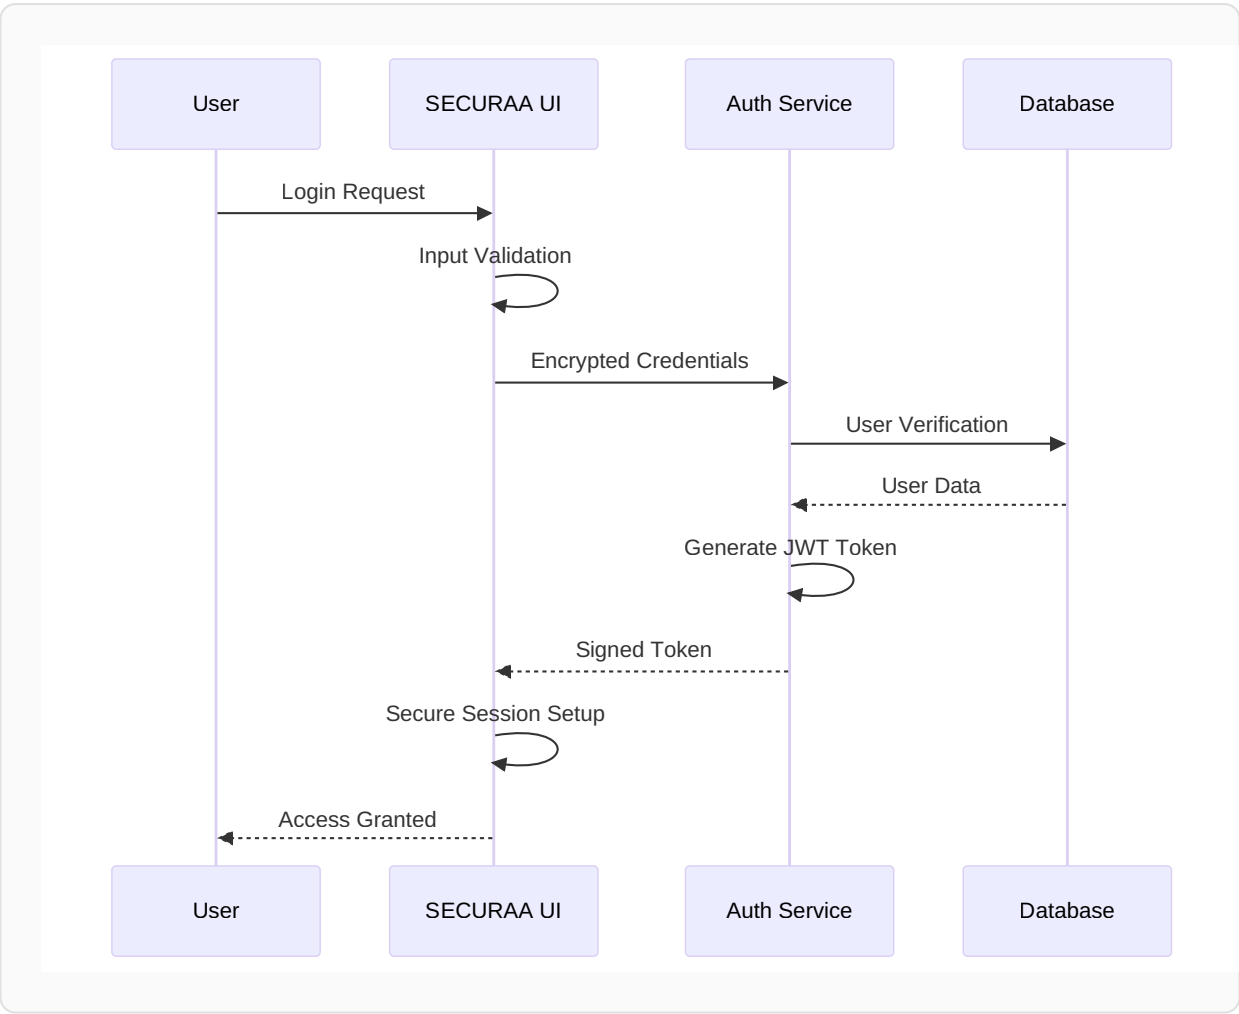 User
SECURAA UI
Auth Service
Database
Login Request
Input Validation
Encrypted Credentials
User Verification
User Data
Generate JWT Token
Signed Token
Secure Session Setup
Access Granted
User
SECURAA UI
Auth Service
Database